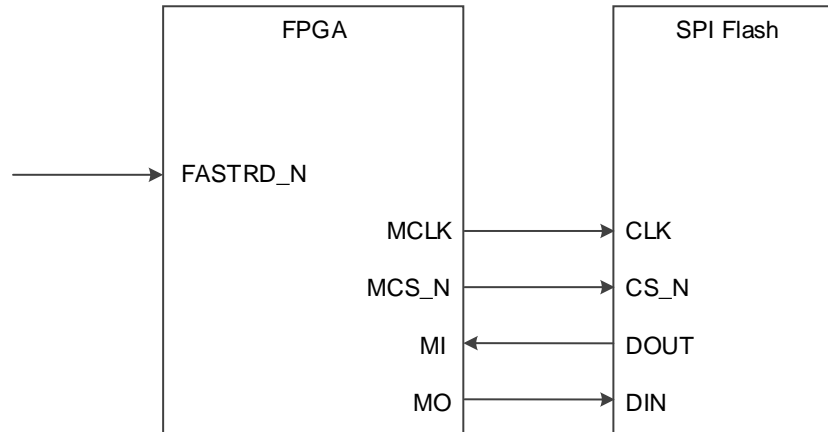 FPGA
SPI Flash
FASTRD_N
MCLK
CLK
MCS_N
CS_N
MI
DOUT
MO
DIN